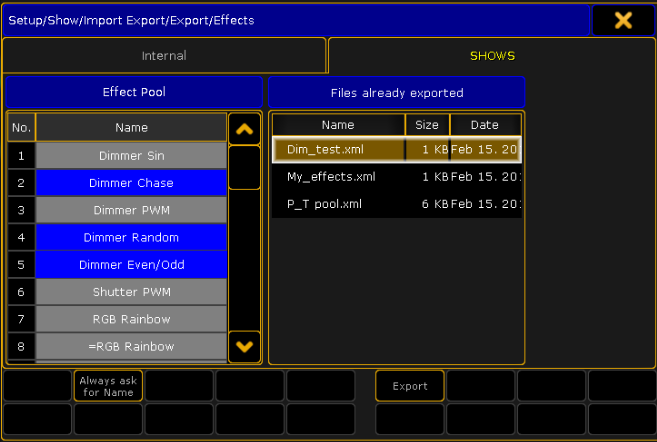 Setup/Show/Import Export/Export/Effects
Internal
SHOWS
Effect Pool
Files already exported
No. Name
1 Dimmer Sin
2 Dimmer Chase
3 Dimmer PWM
4 Dimmer Random
5 Dimmer Even/Odd
6 Shutter PWM
7 RGB Rainbow
8 =RGB Rainbow
Name Size Date
Dim_test.xml 1 KB Feb 15. 20
My_effects.xml 1 KB Feb 15. 20
P_T pool.xml 6 KB Feb 15. 20
Always ask
for Name
Export